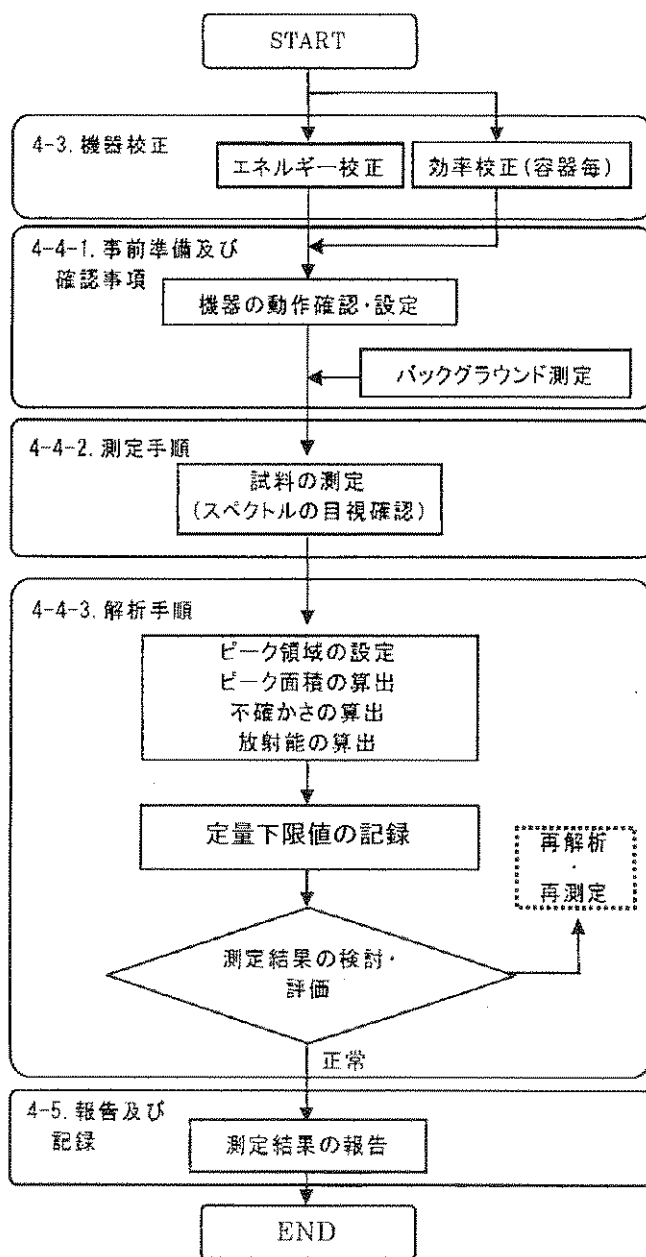 START
4-3. 機器校正
エネルギー校正
効率校正(容器毎)
4-4-1. 事前準備及び
確認事項
機器の動作確認・設定
バックグラウンド測定
4-4-2. 測定手順
試料の測定
(スペクトルの目視確認)
4-4-3. 解析手順
ピーク領域の設定
ピーク面積の算出
不確かさの算出
放射能の算出
定量下限値の記録
再解析
・
再測定
測定結果の検討・
評価
正常
4-5. 報告及び
記録
測定結果の報告
END